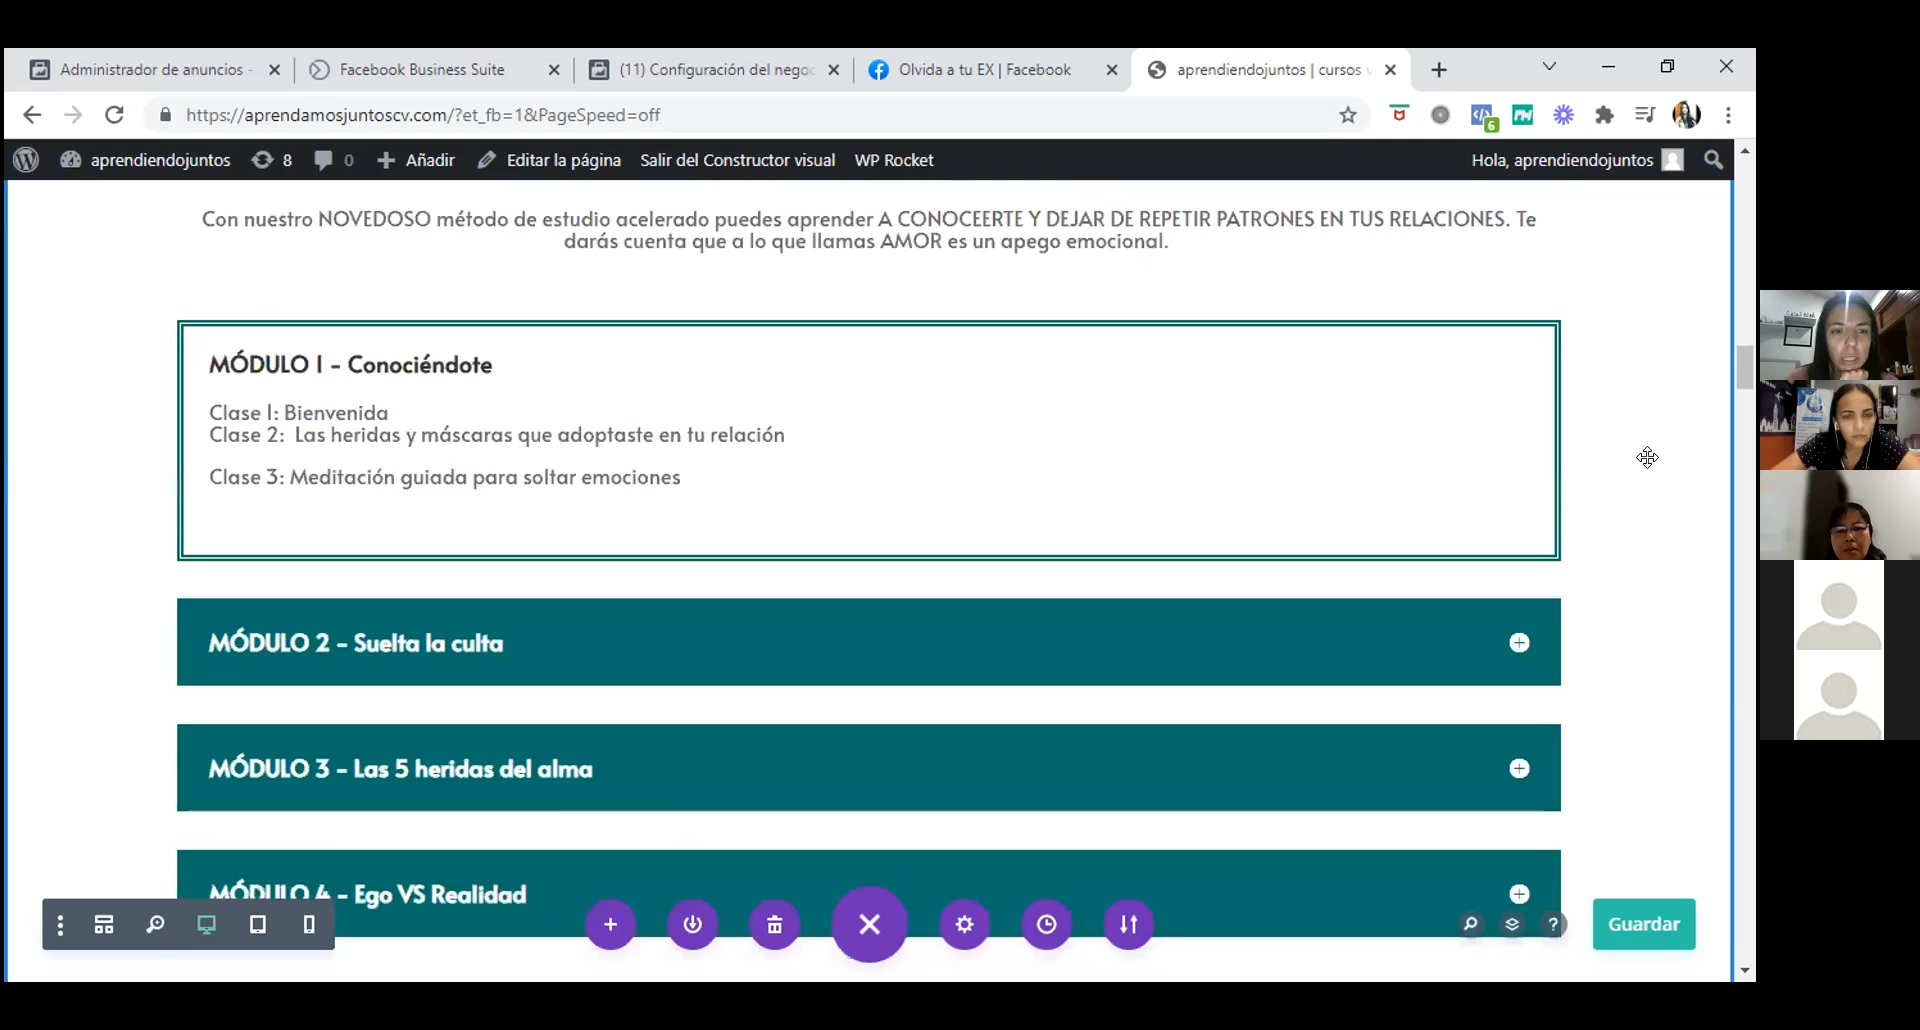 Administrador de anuncios -
Facebook Business Suite
(11) Configuración del negoc
Olvida a tu EX | Facebook
aprendiendojuntos | cursos v
https://aprendamosjuntoscv.com/?et_fb=1&PageSpeed=off
6
aprendiendojuntos 8 0 Añadir Editar la página Salir del Constructor visual WP Rocket Hola, aprendiendojuntos
Con nuestro NOVEDOSO método de estudio acelerado puedes aprender A CONOCEERTE Y DEJAR DE REPETIR PATRONES EN TUS RELACIONES. Te
darás cuenta que a lo que llamas AMOR es un apego emocional.
MÓDULO 1 - Conociéndote
Clase 1: Bienvenida
Clase 2: Las heridas y máscaras que adoptaste en tu relación
Clase 3: Meditación guiada para soltar emociones
MÓDULO 2 - Suelta la culta
MÓDULO 3 - Las 5 heridas del alma
MÓDULO 4 - Ego VS Realidad
Guardar